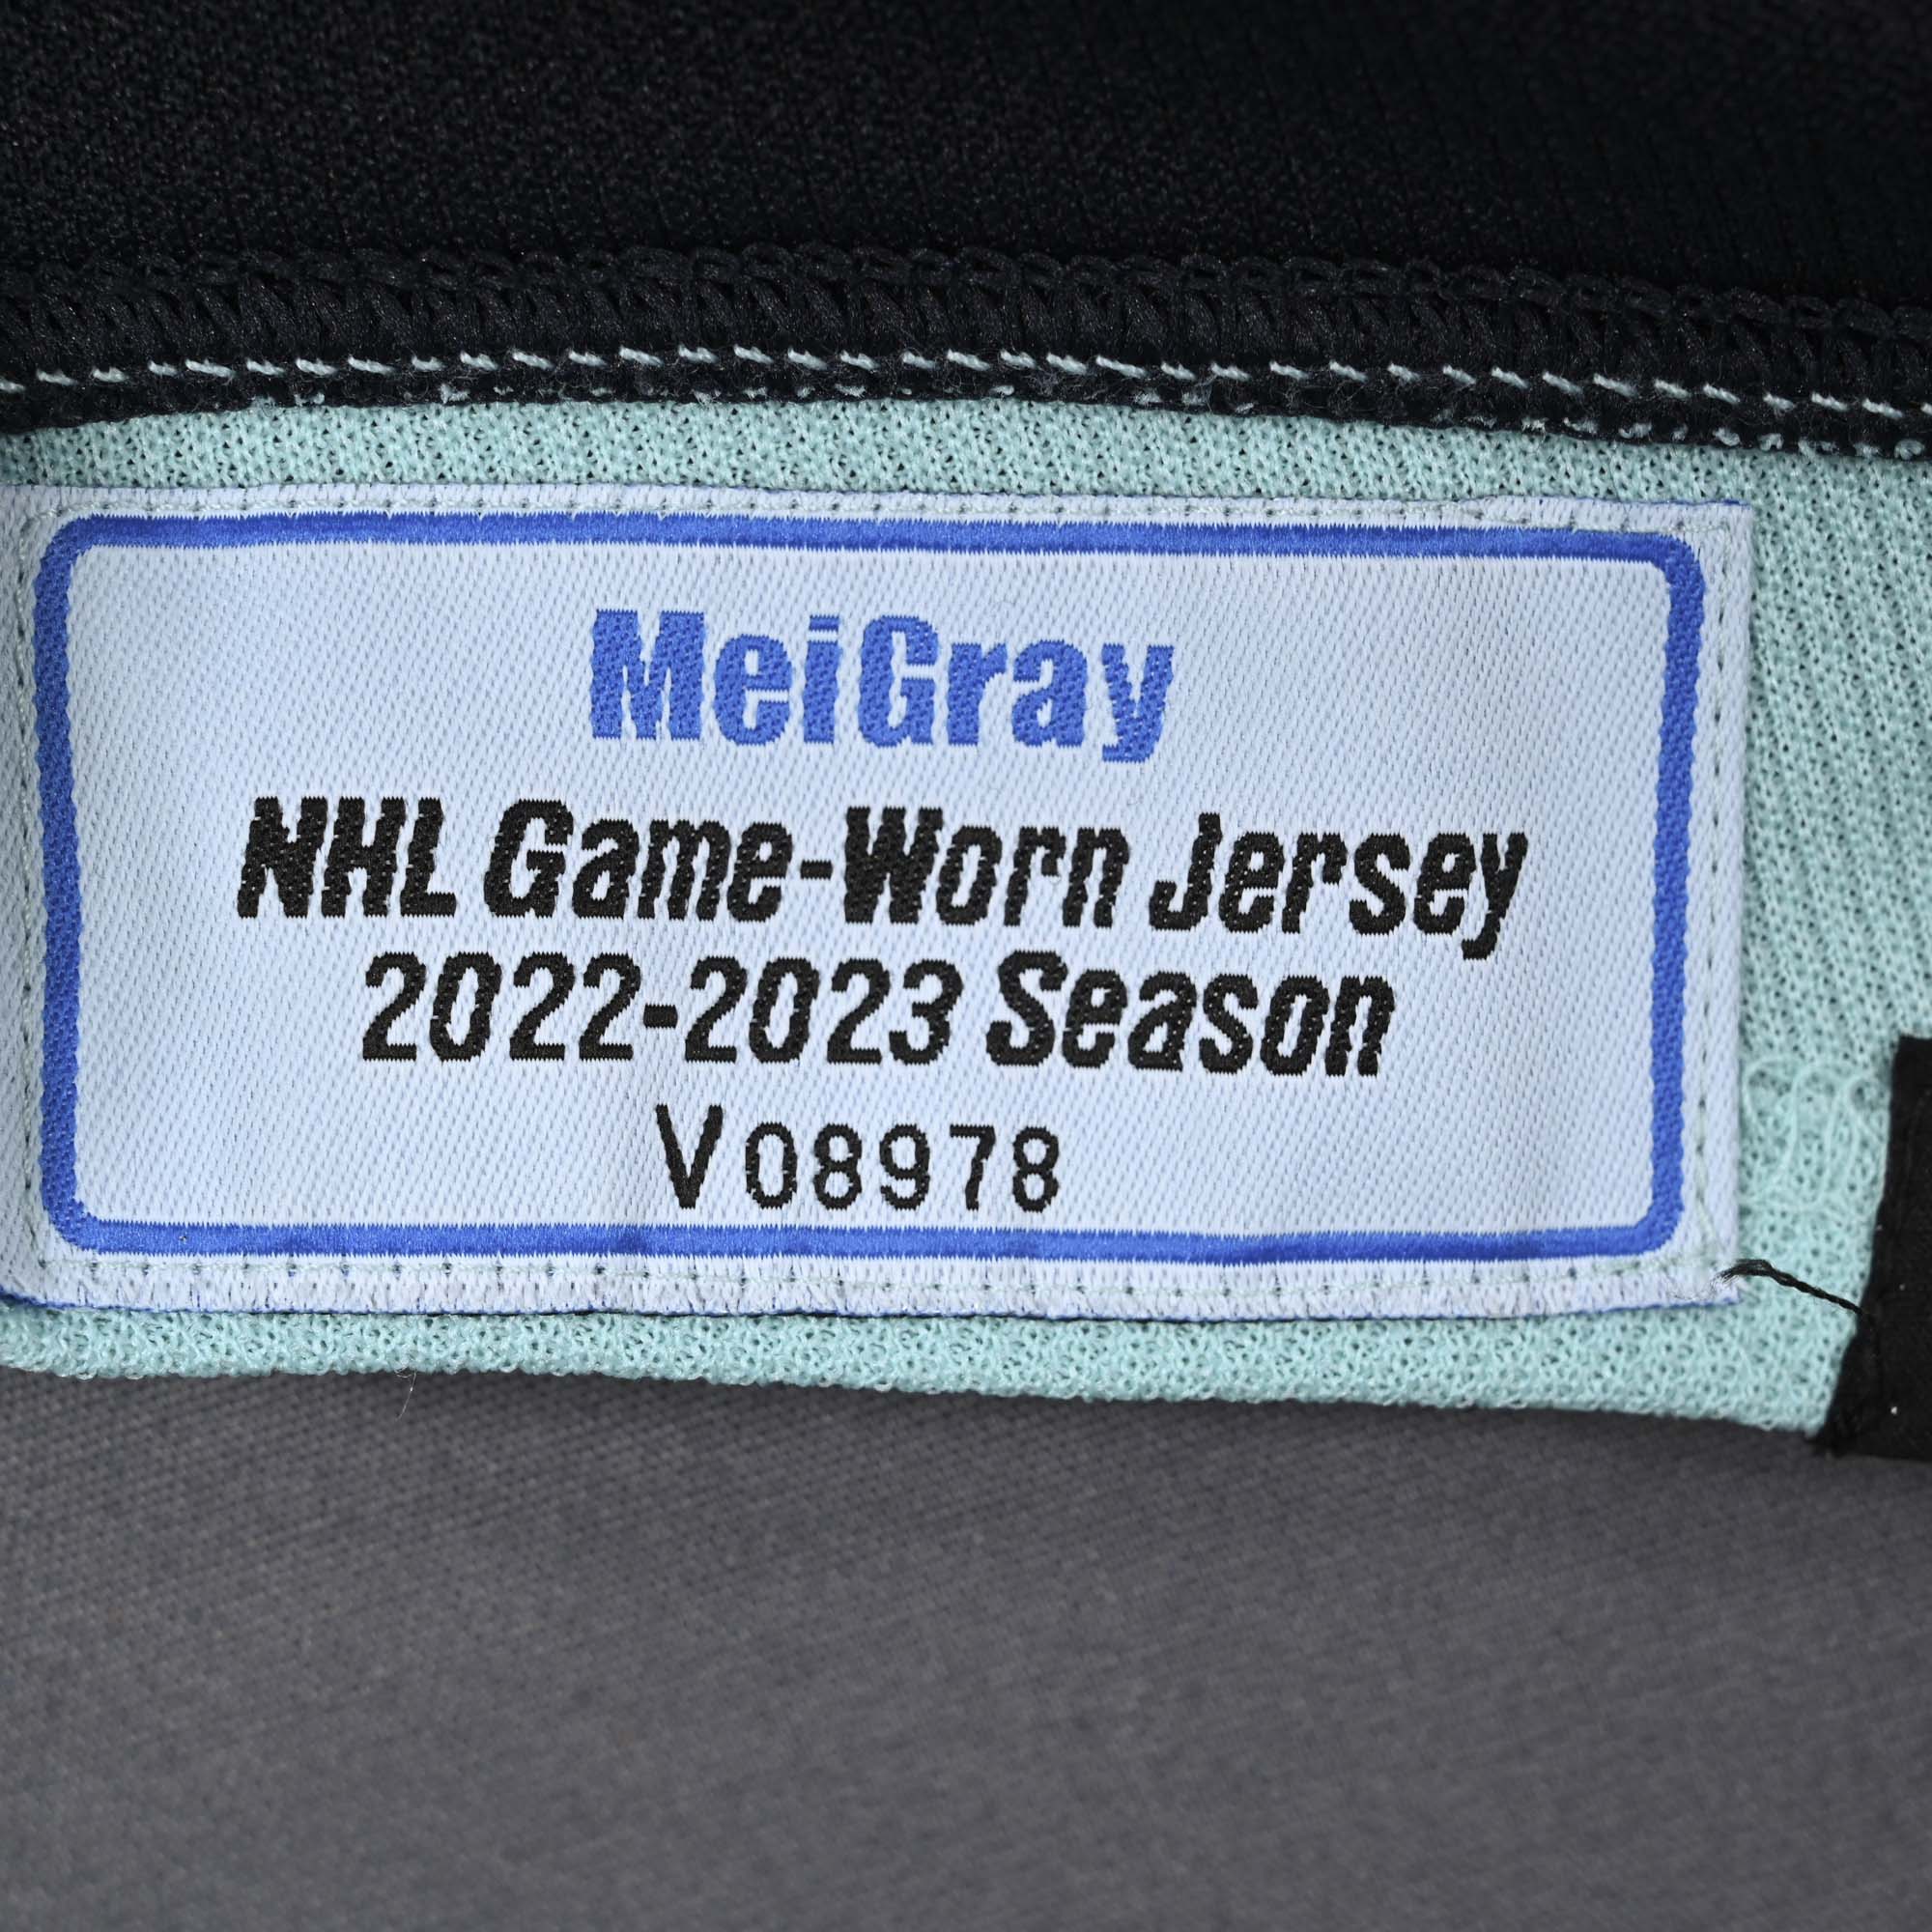 MeiGray
NHL Game-Worn Jersey
2022-2023 Season
V08978